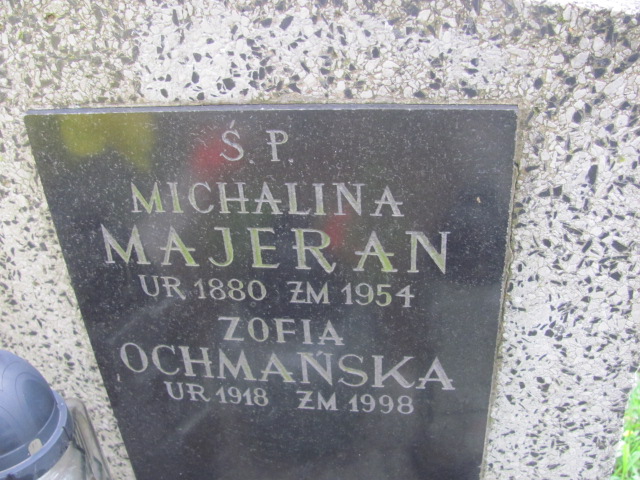 Ś. P.
MICHALINA
MAJERAN
UR 1880 ZM 1954
ZOFIA
OCHMAŃSKA
UR 1918 ZM 1998